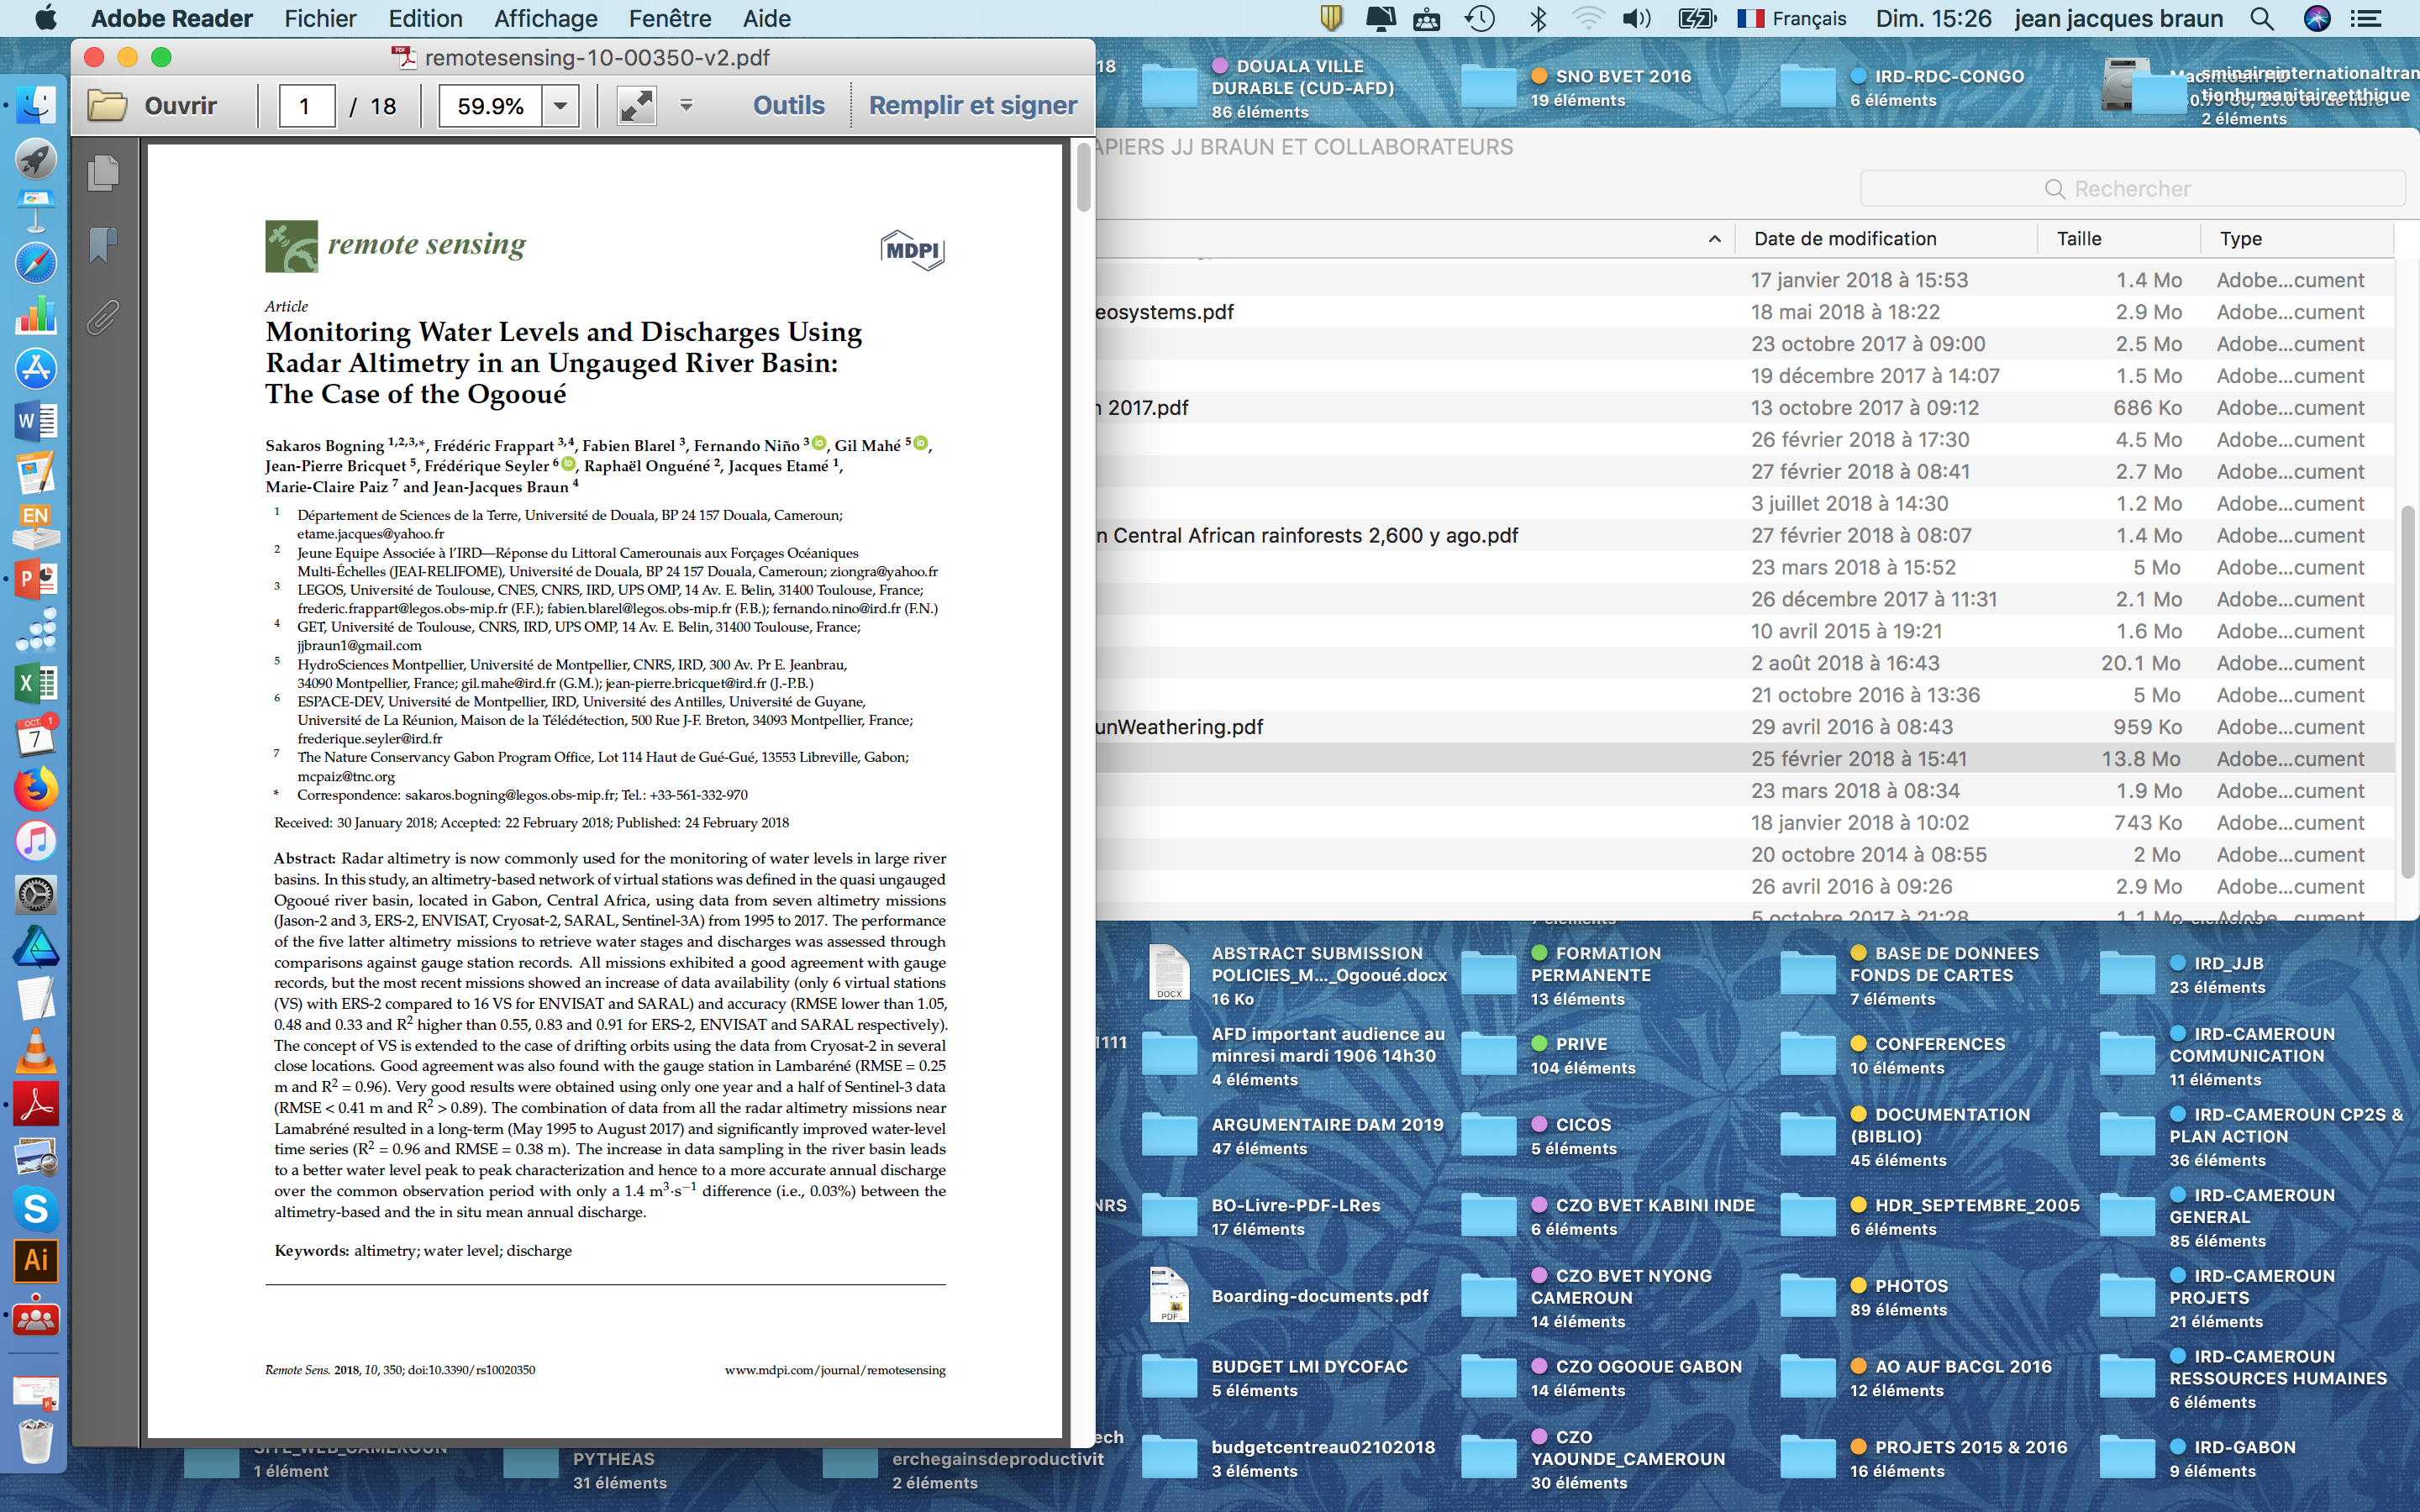 Adobe Reader Fichier Edition Affichage Fenêtre Aide
Français Dim. 15:26 jean jacques braun
remotesensing-10-00350-v2.pdf
Ouvrir 1 / 18 59.9% Outils Remplir et signer
remote sensing
MDPI
Article
Monitoring Water Levels and Discharges Using
Radar Altimetry in an Ungauged River Basin:
The Case of the Ogooué
Sakaros Bogning 1,2,3,*, Frédéric Frappart 3,4, Fabien Blarel 3, Fernando Niño 3, Gil Mahé 5,
Jean-Pierre Bricquet 5, Frédérique Seyler 6, Raphaël Onguéné 2, Jacques Etamé 1,
Marie-Claire Paiz 7 and Jean-Jacques Braun 4
1 Département de Sciences de la Terre, Université de Douala, BP 24 157 Douala, Cameroun;
etame.jacques@yahoo.fr
2 Jeune Equipe Associée à l'IRD—Réponse du Littoral Camerounais aux Forçages Océaniques
Multi-Échelles (JEAI-RELIFOME), Université de Douala, BP 24 157 Douala, Cameroun; ziongra@yahoo.fr
3 LEGOS, Université de Toulouse, CNES, CNRS, IRD, UPS OMP, 14 Av. E. Belin, 31400 Toulouse, France;
frederic.frappart@legos.obs-mip.fr (F.F.); fabien.blarel@legos.obs-mip.fr (F.B.); fernando.nino@ird.fr (F.N.)
4 GET, Université de Toulouse, CNRS, IRD, UPS OMP, 14 Av. E. Belin, 31400 Toulouse, France;
jjbraun1@gmail.com
5 HydroSciences Montpellier, Université de Montpellier, CNRS, IRD, 300 Av. Pr E. Jeanbrau,
34090 Montpellier, France; gil.mahe@ird.fr (G.M.); jean-pierre.bricquet@ird.fr (J.-P.B.)
6 ESPACE-DEV, Université de Montpellier, IRD, Université des Antilles, Université de Guyane,
Université de La Réunion, Maison de la Télédétection, 500 Rue J-F. Breton, 34093 Montpellier, France;
frederique.seyler@ird.fr
7 The Nature Conservancy Gabon Program Office, Lot 114 Haut de Gué-Gué, 13553 Libreville, Gabon;
mcpaiz@tnc.org
* Correspondence: sakaros.bogning@legos.obs-mip.fr; Tel.: +33-561-332-970
Received: 30 January 2018; Accepted: 22 February 2018; Published: 24 February 2018
Abstract: Radar altimetry is now commonly used for the monitoring of water levels in large river
basins. In this study, an altimetry-based network of virtual stations was defined in the quasi ungauged
Ogooué river basin, located in Gabon, Central Africa, using data from seven altimetry missions
(Jason-2 and 3, ERS-2, ENVISAT, Cryosat-2, SARAL, Sentinel-3A) from 1995 to 2017. The performance
of the five latter altimetry missions to retrieve water stages and discharges was assessed through
comparisons against gauge station records. All missions exhibited a good agreement with gauge
records, but the most recent missions showed an increase of data availability (only 6 virtual stations
(VS) with ERS-2 compared to 16 VS for ENVISAT and SARAL) and accuracy (RMSE lower than 1.05,
0.48 and 0.33 and R² higher than 0.55, 0.83 and 0.91 for ERS-2, ENVISAT and SARAL respectively).
The concept of VS is extended to the case of drifting orbits using the data from Cryosat-2 in several
close locations. Good agreement was also found with the gauge station in Lambaréné (RMSE = 0.25
m and R² = 0.96). Very good results were obtained using only one year and a half of Sentinel-3 data
(RMSE < 0.41 m and R² > 0.89). The combination of data from all the radar altimetry missions near
Lamabréné resulted in a long-term (May 1995 to August 2017) and significantly improved water-level
time series (R² = 0.96 and RMSE = 0.38 m). The increase in data sampling in the river basin leads
to a better water level peak to peak characterization and hence to a more accurate annual discharge
over the common observation period with only a 1.4 m³·s⁻¹ difference (i.e., 0.03%) between the
altimetry-based and the in situ mean annual discharge.
Keywords: altimetry; water level; discharge
Remote Sens. 2018, 10, 350; doi:10.3390/rs10020350 www.mdpi.com/journal/remotesensing
18
DOUALA VILLE
DURABLE (CUD-AFD)
86 éléments
SNO BVET 2016
19 éléments
IRD-RDC-CONGO
6 éléments
sminaireinternationaltran
tionhumanitaireetthique
2 éléments
APIERS JJ BRAUN ET COLLABORATEURS
Rechercher
Date de modification Taille Type
17 janvier 2018 à 15:53 1.4 Mo Adobe...cument
eosystems.pdf 18 mai 2018 à 18:22 2.9 Mo Adobe...cument
23 octobre 2017 à 09:00 2.5 Mo Adobe...cument
19 décembre 2017 à 14:07 1.5 Mo Adobe...cument
n 2017.pdf 13 octobre 2017 à 09:12 686 Ko Adobe...cument
26 février 2018 à 17:30 4.5 Mo Adobe...cument
27 février 2018 à 08:41 2.7 Mo Adobe...cument
3 juillet 2018 à 14:30 1.2 Mo Adobe...cument
n Central African rainforests 2,600 y ago.pdf 27 février 2018 à 08:07 1.4 Mo Adobe...cument
23 mars 2018 à 15:52 5 Mo Adobe...cument
26 décembre 2017 à 11:31 2.1 Mo Adobe...cument
10 avril 2015 à 19:21 1.6 Mo Adobe...cument
2 août 2018 à 16:43 20.1 Mo Adobe...cument
21 octobre 2016 à 13:36 5 Mo Adobe...cument
unWeathering.pdf 29 avril 2016 à 08:43 959 Ko Adobe...cument
25 février 2018 à 15:41 13.8 Mo Adobe...cument
23 mars 2018 à 08:34 1.9 Mo Adobe...cument
18 janvier 2018 à 10:02 743 Ko Adobe...cument
20 octobre 2014 à 08:55 2 Mo Adobe...cument
26 avril 2016 à 09:26 2.9 Mo Adobe...cument
5 octobre 2017 à 21:28 1.1 Mo Adobe...cument
ABSTRACT SUBMISSION
POLICIES_M..._Ogooué.docx
16 Ko
FORMATION
PERMANENTE
13 éléments
BASE DE DONNEES
FONDS DE CARTES
7 éléments
IRD_JJB
23 éléments
1111
AFD important audience au
minresi mardi 1906 14h30
4 éléments
PRIVE
104 éléments
CONFERENCES
10 éléments
IRD-CAMEROUN
COMMUNICATION
11 éléments
ARGUMENTAIRE DAM 2019
47 éléments
CICOS
5 éléments
DOCUMENTATION
(BIBLIO)
45 éléments
IRD-CAMEROUN CP2S &
PLAN ACTION
36 éléments
NRS
BO-Livre-PDF-LRes
17 éléments
CZO BVET KABINI INDE
6 éléments
HDR_SEPTEMBRE_2005
6 éléments
IRD-CAMEROUN
GENERAL
85 éléments
Boarding-documents.pdf
CZO BVET NYONG
CAMEROUN
14 éléments
PHOTOS
89 éléments
IRD-CAMEROUN
PROJETS
21 éléments
BUDGET LMI DYCOFAC
5 éléments
CZO OGOOUE GABON
14 éléments
AO AUF BACGL 2016
12 éléments
IRD-CAMEROUN
RESSOURCES HUMAINES
6 éléments
SITE_WEB_CAMEROUN
1 élément
PYTHEAS
31 éléments
ech
erchegainsdeproductivit
2 éléments
budgetcentreau02102018
3 éléments
CZO
YAOUNDE_CAMEROUN
30 éléments
PROJETS 2015 & 2016
16 éléments
IRD-GABON
9 éléments
DOCX
PDF
EN
OCT. 1
7
Ai